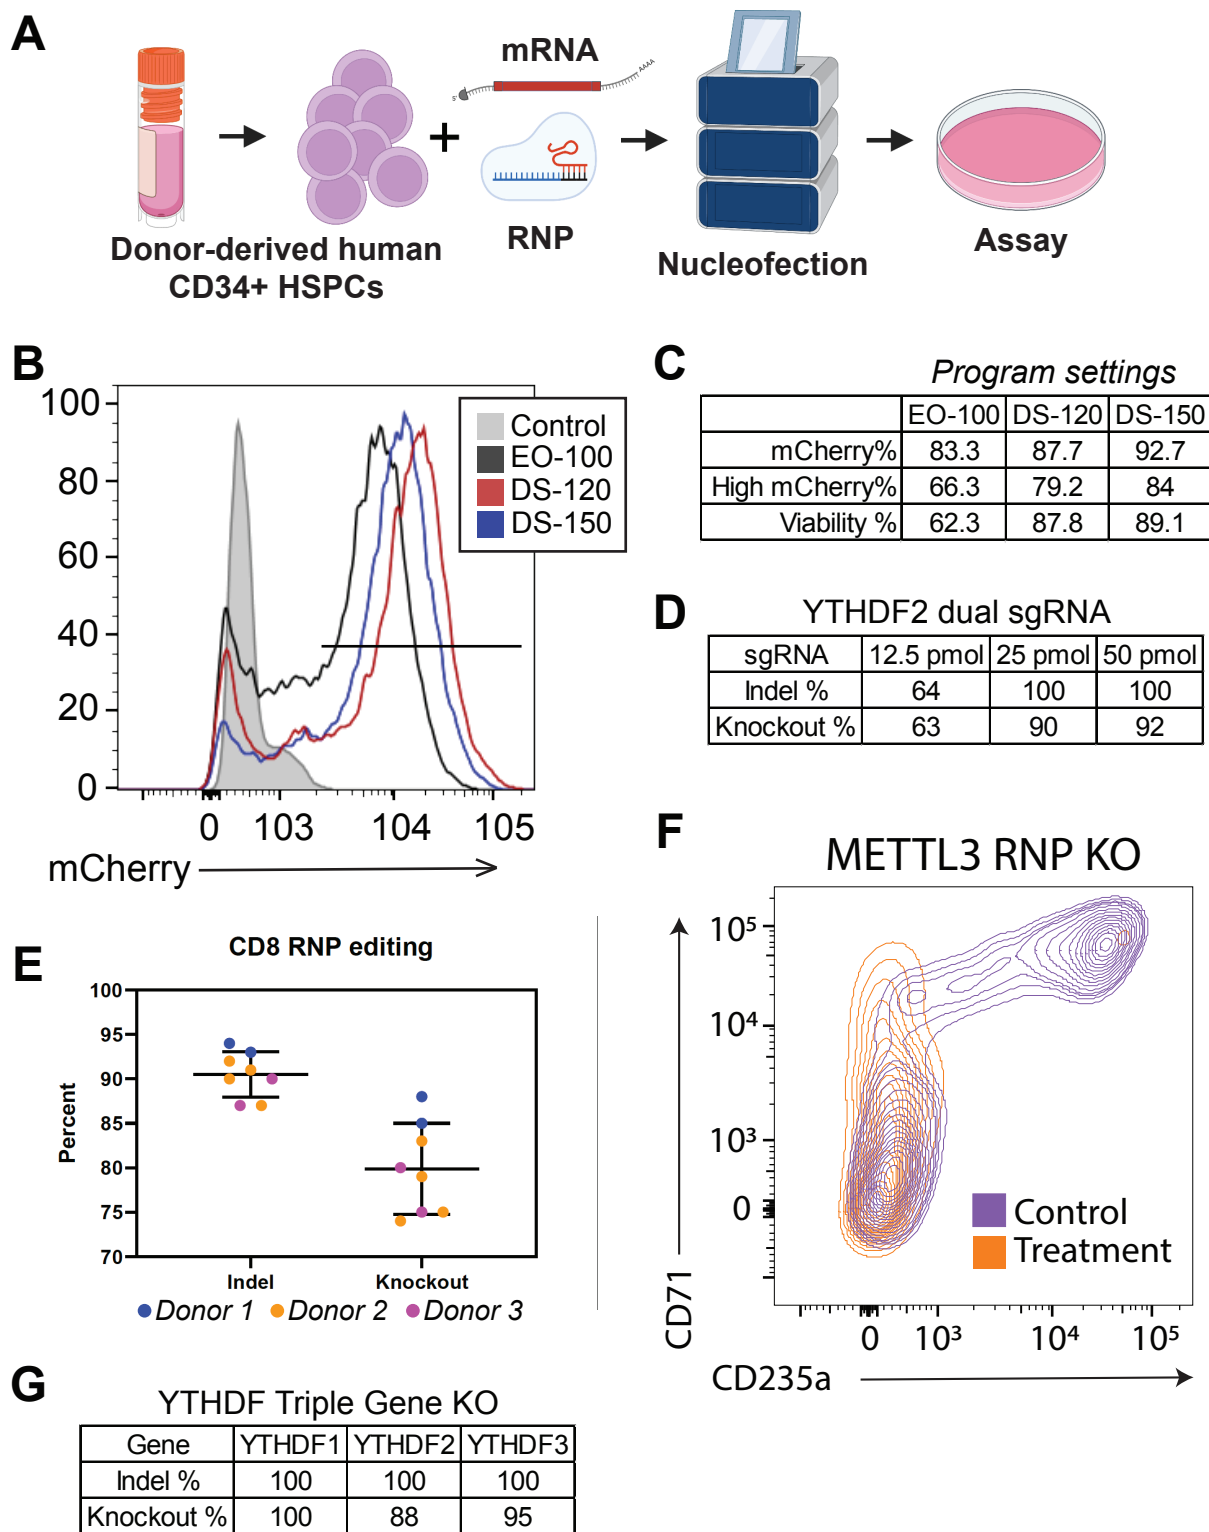 A
mRNA
5'
AAAA
+
RNP
Donor-derived human
CD34+ HSPCs
Nucleofection
Assay
B
100
80
60
40
20
0
0 103 104 105
mCherry
Control
EO-100
DS-120
DS-150
C
Program settings
EO-100 DS-120 DS-150
mCherry% 83.3 87.7 92.7
High mCherry% 66.3 79.2 84
Viability % 62.3 87.8 89.1
D
YTHDF2 dual sgRNA
sgRNA 12.5 pmol 25 pmol 50 pmol
Indel % 64 100 100
Knockout % 63 90 92
E
CD8 RNP editing
Percent
100
95
90
85
80
75
70
Indel Knockout
Donor 1 Donor 2 Donor 3
F
METTL3 RNP KO
CD71
10⁵
10⁴
10³
0
Control
Treatment
0 10³ 10⁴ 10⁵
CD235a
G
YTHDF Triple Gene KO
Gene YTHDF1 YTHDF2 YTHDF3
Indel % 100 100 100
Knockout % 100 88 95